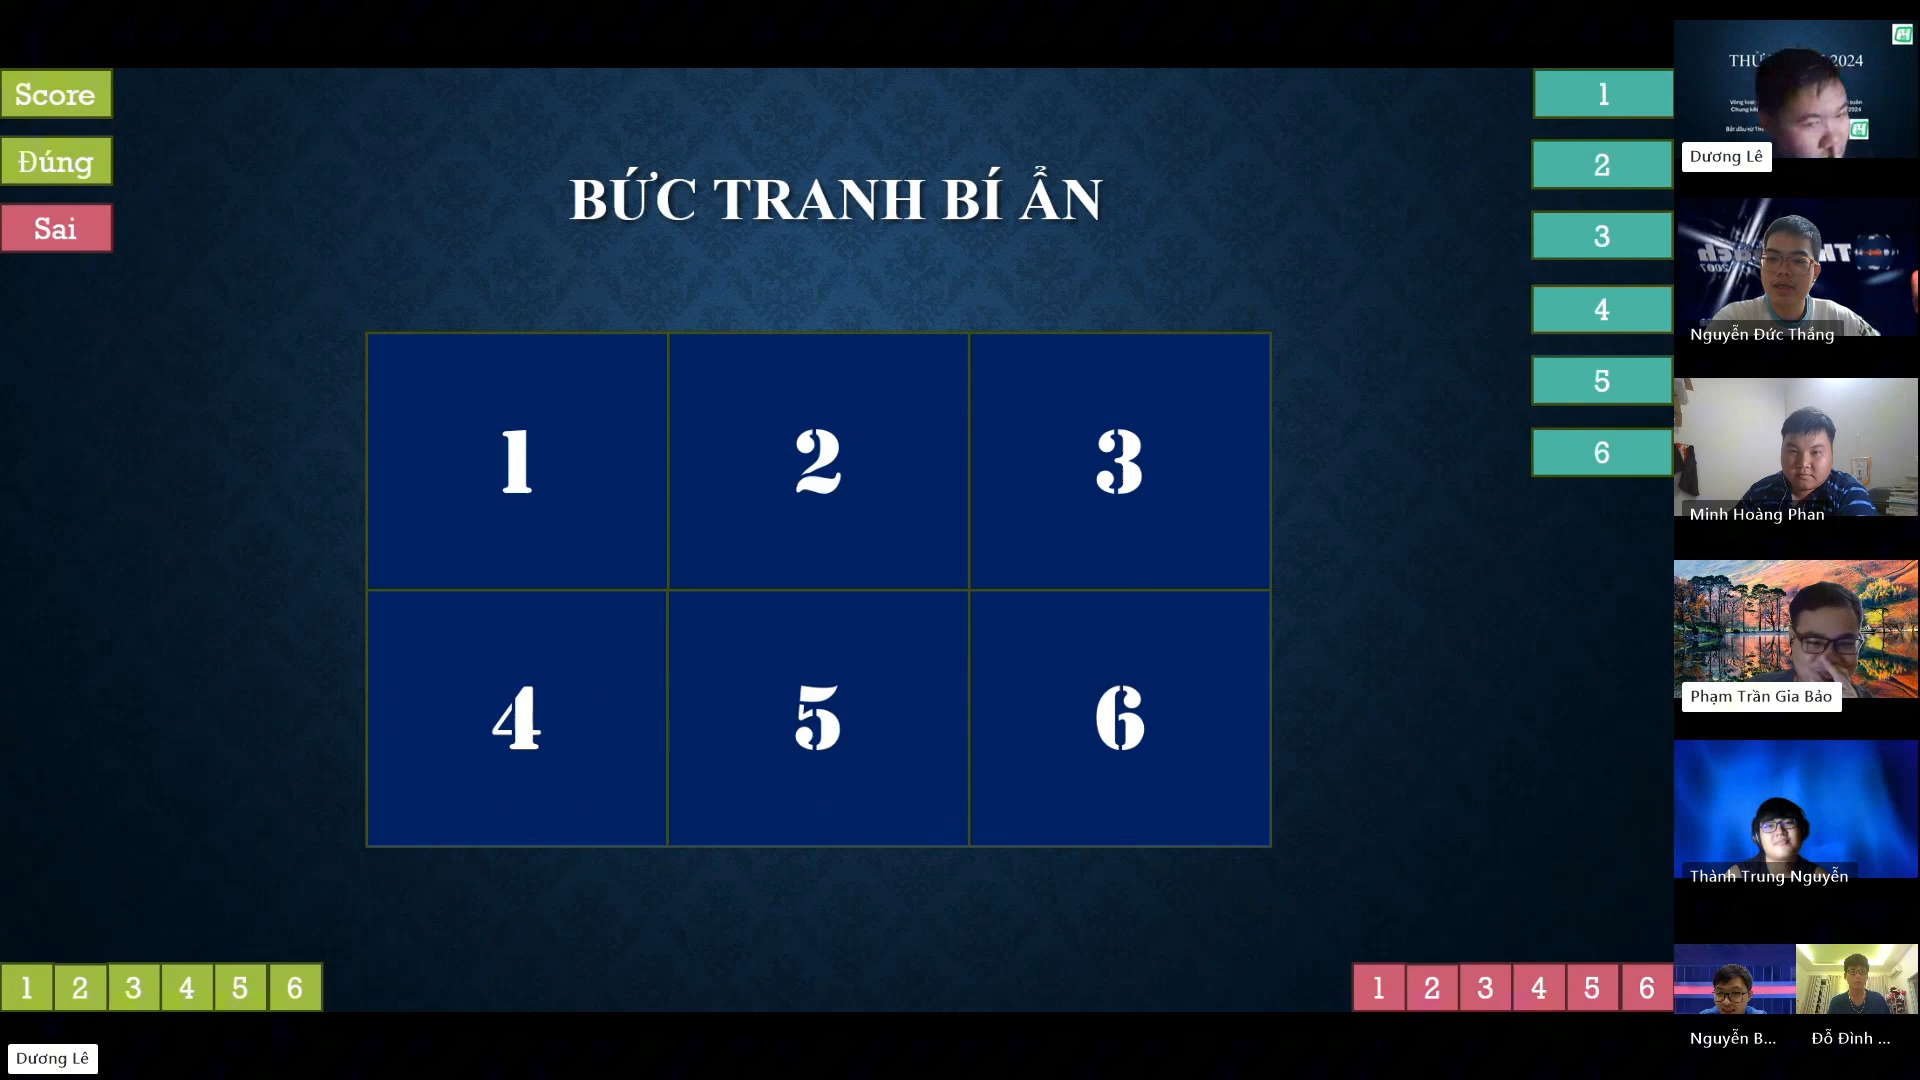 Score
Đúng
Sai
BỨC TRANH BÍ ẨN
1 2 3
4 5 6
1
2
3
4
5
6
1 2 3 4 5 6
1 2 3 4 5 6
Dương Lê
2024
Dương Lê
Nguyễn Đức Thắng
Minh Hoàng Phan
Phạm Trần Gia Bảo
Thành Trung Nguyễn
Nguyễn B...
Đỗ Đình ...